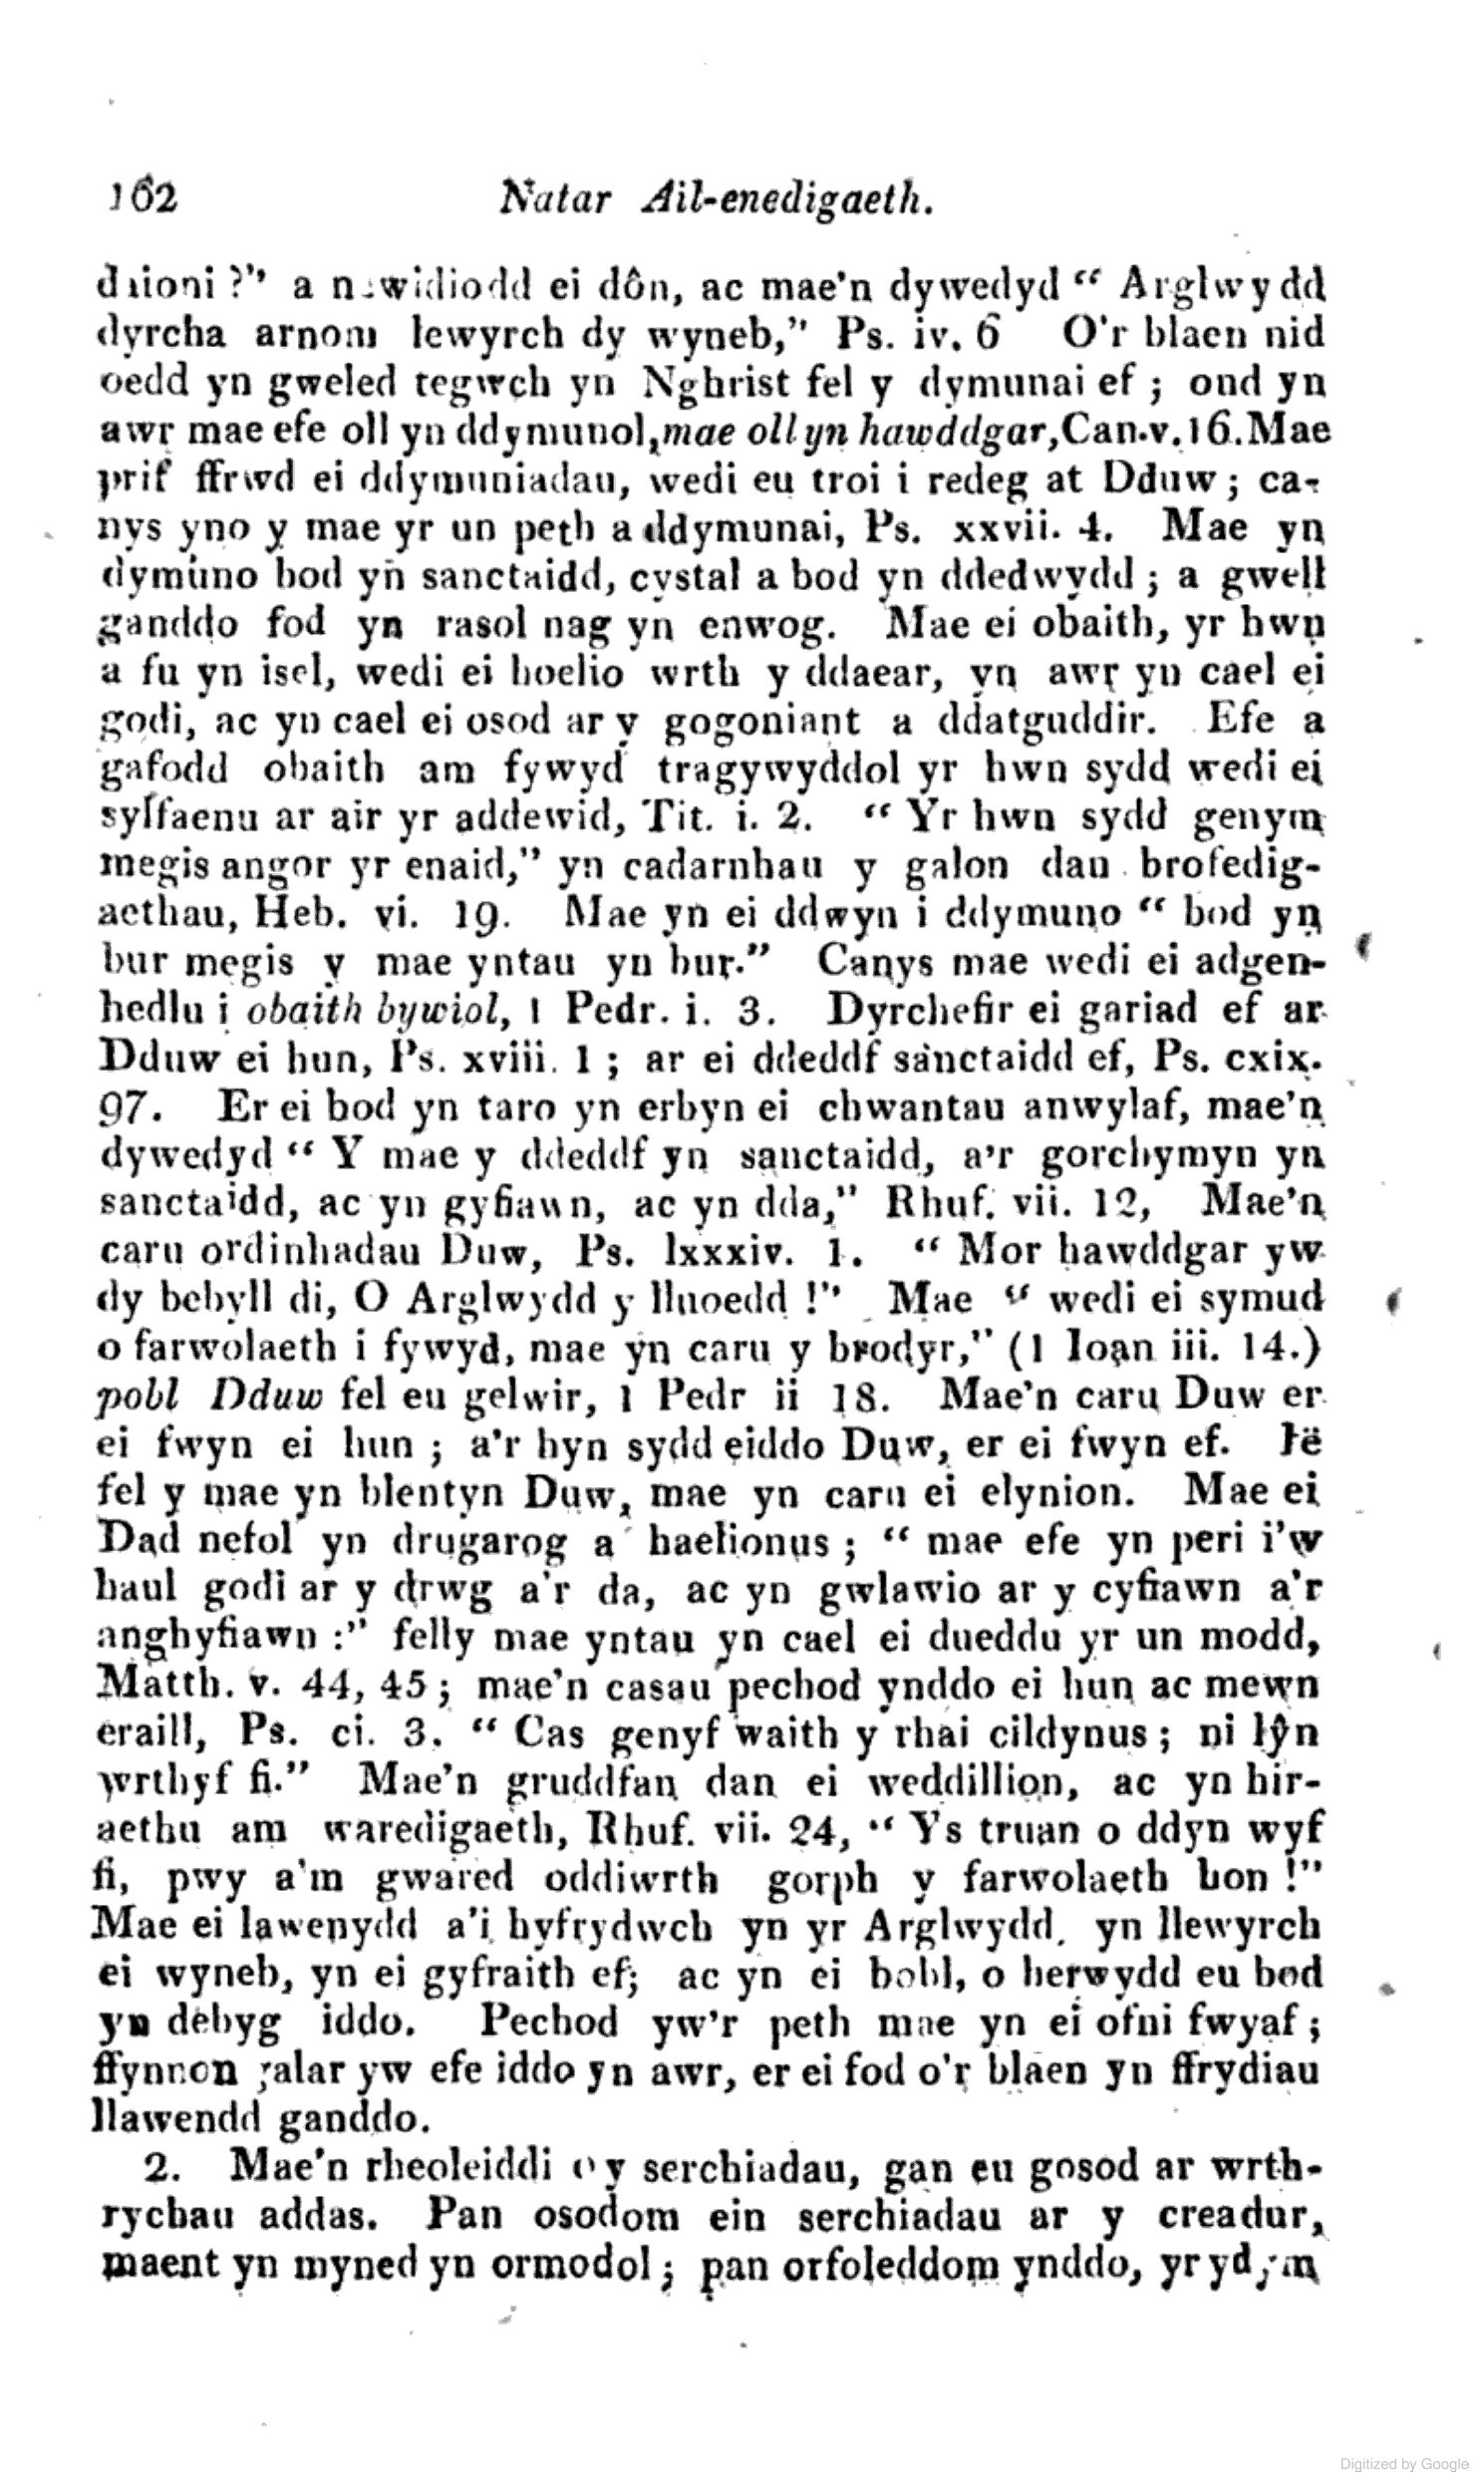 162 Natar Ail-enedigaeth.
daioni ?" a newidiodd ei dôn, ac mae'n dywedyd “ Arglwydd
dyrcha arnom lewyrch dy wyneb,” Ps. iv. 6 O'r blaen nid
oedd yn gweled tegwch yn Nghrist fel y dymunai ef ; ond yn
awr mae efe oll yn ddymunol, mae oll yn hawddgar, Can. v. 16. Mae
prif ffrwd ei ddymuniadau, wedi eu troi i redeg at Dduw ; ca-
nys yno y mae yr un peth a ddymunai, Ps. xxvii. 4. Mae yn
dymuno bod yn sanctaidd, cystal a bod yn ddedwydd ; a gwell
ganddo fod yn rasol nag yn enwog. Mae ei obaith, yr hwn
a fu yn isel, wedi ei hoelio wrth y ddaear, yn awr yn cael ei
godi, ac yn cael ei osod ar y gogoniant a ddatguddir. Efe a
gafodd obaith am fywyd tragywyddol yr hwn sydd wedi ei
sylfaenu ar air yr addewid, Tit. i. 2. “ Yr hwn sydd genym
megis angor yr enaid,” yn cadarnhau y galon dan brofedig-
aethau, Heb. vi. 19. Mae yn ei ddwyn i ddymuno “ bod yn
bur megis y mae yntau yn bur.” Canys mae wedi ei adgen-
hedlu i obaith bywiol, 1 Pedr. i. 3. Dyrchefir ei gariad ef ar
Dduw ei hun, Ps. xviii. 1 ; ar ei ddeddf sanctaidd ef, Ps. cxix.
97. Er ei bod yn taro yn erbyn ei chwantau anwylaf, mae'n
dywedyd “ Y mae y ddeddf yn sanctaidd, a'r gorchymyn yn
sanctaidd, ac yn gyfiawn, ac yn dda,” Rhuf. vii. 12, Mae'n
caru ordinhadau Duw, Ps. lxxxiv. 1. “ Mor hawddgar yw
dy bebyll di, O Arglwydd y lluoedd !” Mae “ wedi ei symud
o farwolaeth i fywyd, mae yn caru y brodyr,” (1 Ioan iii. 14.)
pobl Dduw fel eu gelwir, 1 Pedr ii 18. Mae'n caru Duw er
ei fwyn ei hun ; a'r hyn sydd eiddo Duw, er ei fwyn ef. Ië
fel y mae yn blentyn Duw, mae yn caru ei elynion. Mae ei
Dad nefol yn drugarog a haelionus ; “ mae efe yn peri i'w
haul godi ar y drwg a'r da, ac yn gwlawio ar y cyfiawn a'r
anghyfiawn :” felly mae yntau yn cael ei dueddu yr un modd,
Matth. v. 44, 45 ; mae'n casau pechod ynddo ei hun ac mewn
eraill, Ps. ci. 3. “ Cas genyf waith y rhai cildynus ; ni lŷn
wrthyf fi.” Mae'n gruddfan dan ei weddillion, ac yn hir-
aethu am waredigaeth, Rhuf. vii. 24, “ Ys truan o ddyn wyf
fi, pwy a'm gwared oddiwrth gorph y farwolaeth hon !”
Mae ei lawenydd a'i hyfrydwch yn yr Arglwydd, yn llewyrch
ei wyneb, yn ei gyfraith ef; ac yn ei bobl, o herwydd eu bod
yn debyg iddo. Pechod yw'r peth mae yn ei ofni fwyaf ;
ffynnon galar yw efe iddo yn awr, er ei fod o'r blaen yn ffrydiau
llawendd ganddo.
2. Mae'n rheoleiddi o y serchiadau, gan eu gosod ar wrth-
rychau addas. Pan osodom ein serchiadau ar y creadur,
maent yn myned yn ormodol ; pan orfoleddom ynddo, yr ydym
Digitized by Google